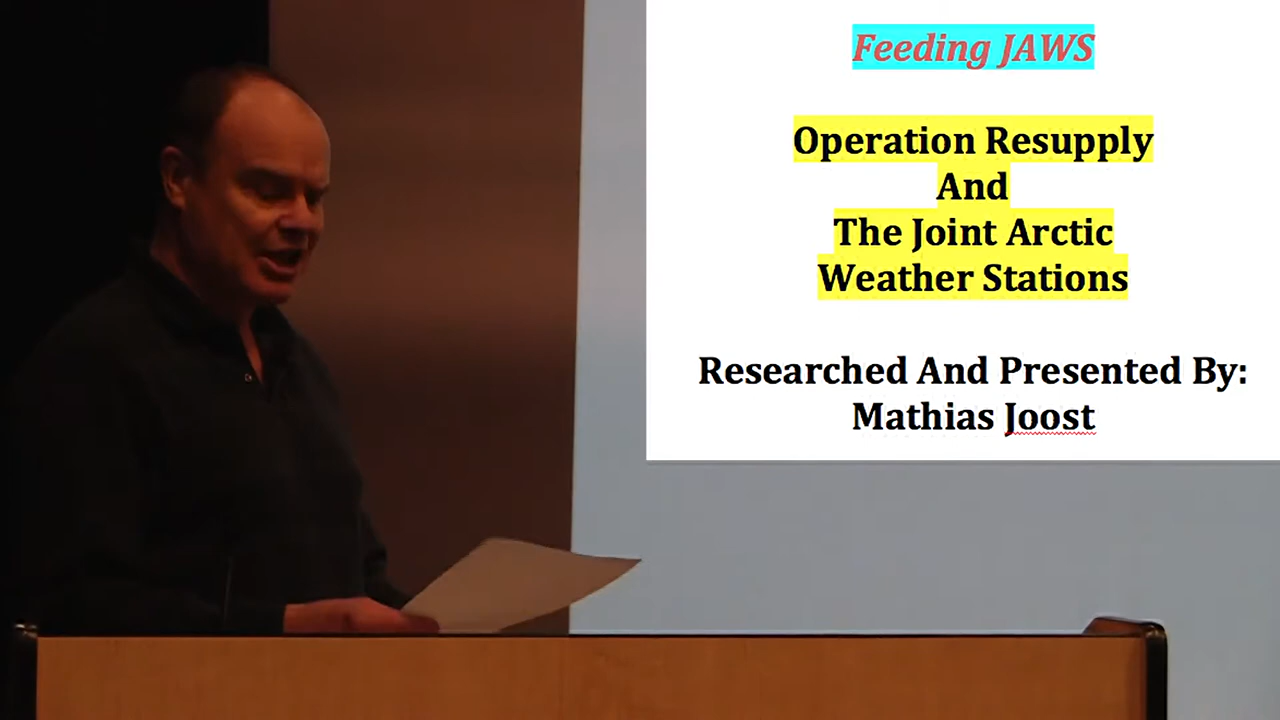 Feeding JAWS
Operation Resupply
And
The Joint Arctic
Weather Stations
Researched And Presented By:
Mathias Joost